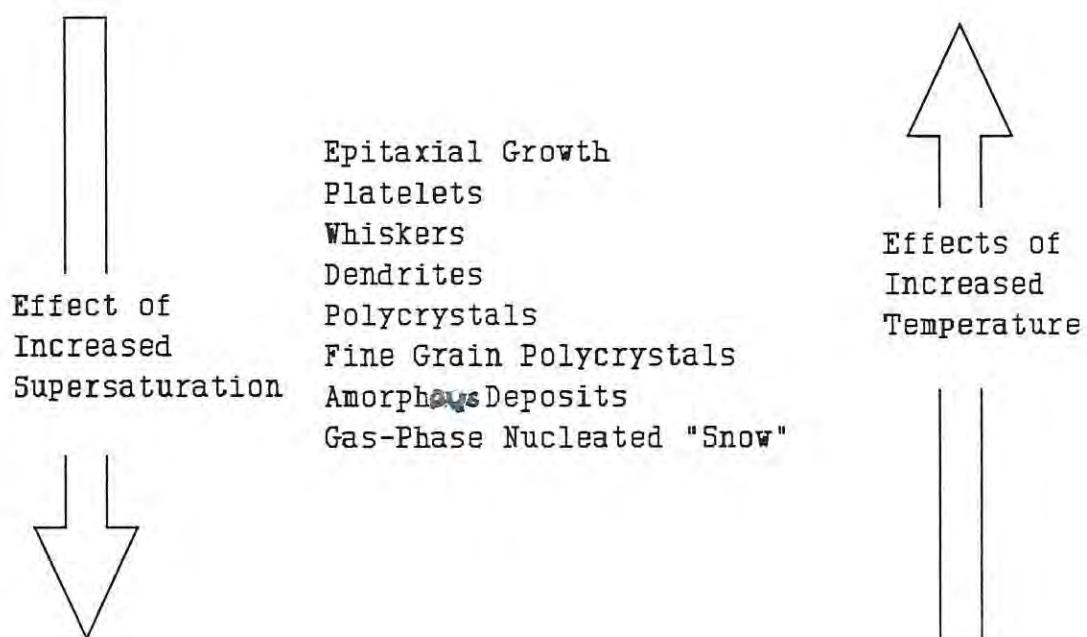 Epitaxial Growth
Platelets
Whiskers
Dendrites
Polycrystals
Fine Grain Polycrystals
Amorphous Deposits
Gas-Phase Nucleated "Snow"
Effect of
Increased
Supersaturation
Effects of
Increased
Temperature